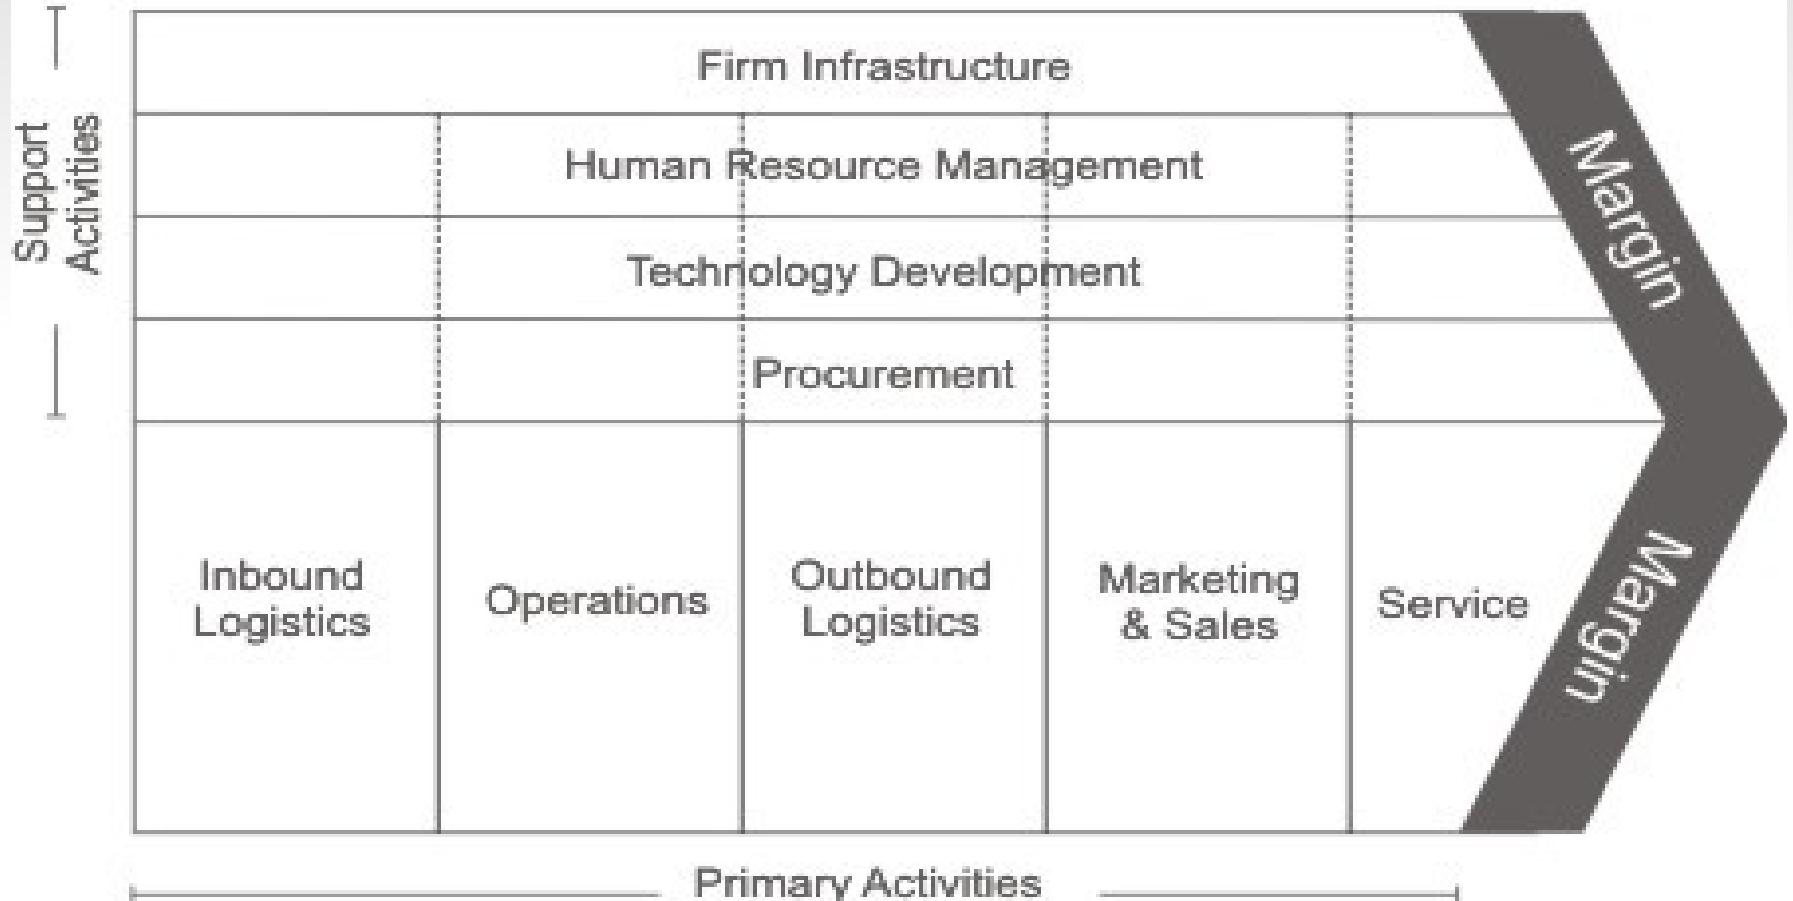 Support
Activities
Firm Infrastructure
Human Resource Management
Technology Development
Procurement
Margin
Inbound
Logistics
Operations
Outbound
Logistics
Marketing
& Sales
Service
Margin
Primary Activities